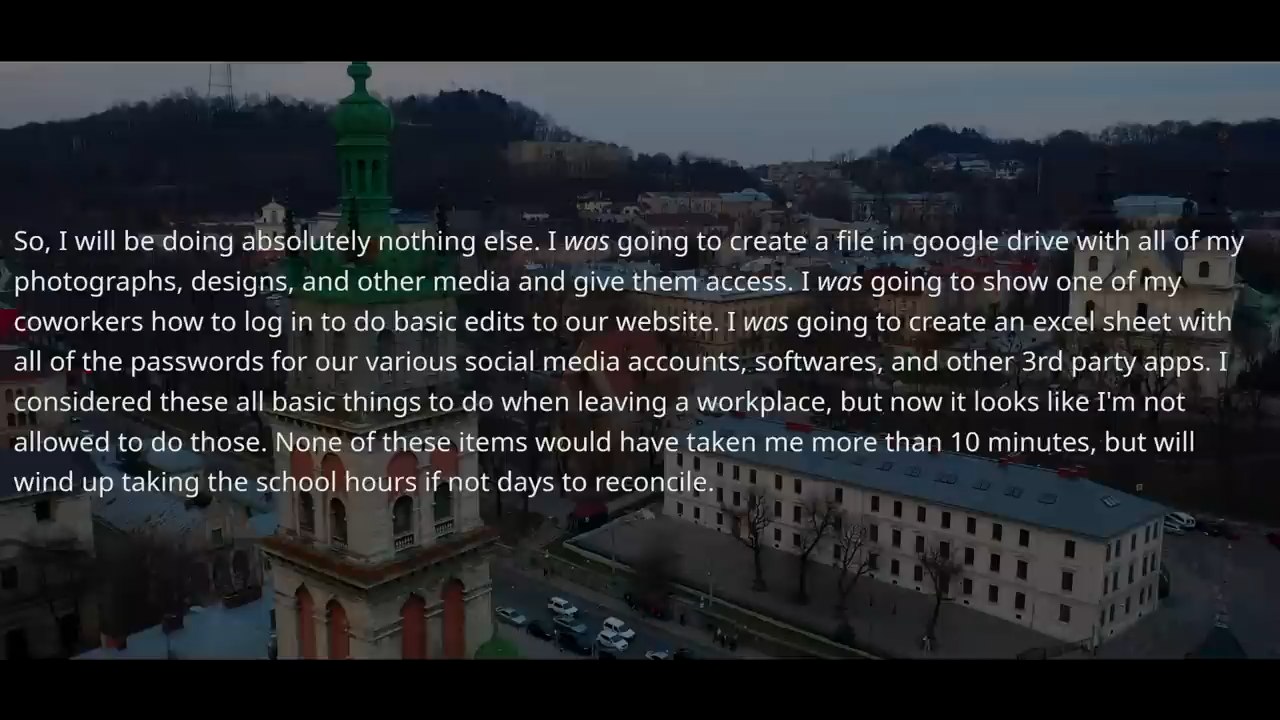 So, I will be doing absolutely nothing else. I was going to create a file in google drive with all of my
photographs, designs, and other media and give them access. I was going to show one of my
coworkers how to log in to do basic edits to our website. I was going to create an excel sheet with
all of the passwords for our various social media accounts, softwares, and other 3rd party apps. I
considered these all basic things to do when leaving a workplace, but now it looks like I'm not
allowed to do those. None of these items would have taken me more than 10 minutes, but will
wind up taking the school hours if not days to reconcile.